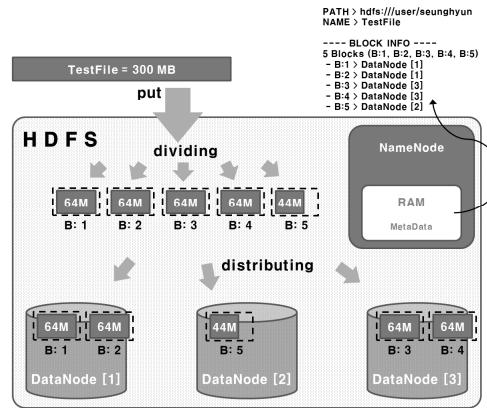 PATH > hdfs:///user/seunghyun
NAME > TestFile
---- BLOCK INFO ----
5 Blocks (B:1, B:2, B:3, B:4, B:5)
- B:1 > DataNode [1]
- B:2 > DataNode [1]
- B:3 > DataNode [3]
- B:4 > DataNode [3]
- B:5 > DataNode [2]
TestFile = 300 MB
put
HDFS
dividing
NameNode
RAM
MetaData
64M 64M 64M 64M 44M
B: 1 B: 2 B: 3 B: 4 B: 5
distributing
64M 64M 44M 64M 64M
B: 1 B: 2 B: 5 B: 3 B: 4
DataNode [1] DataNode [2] DataNode [3]